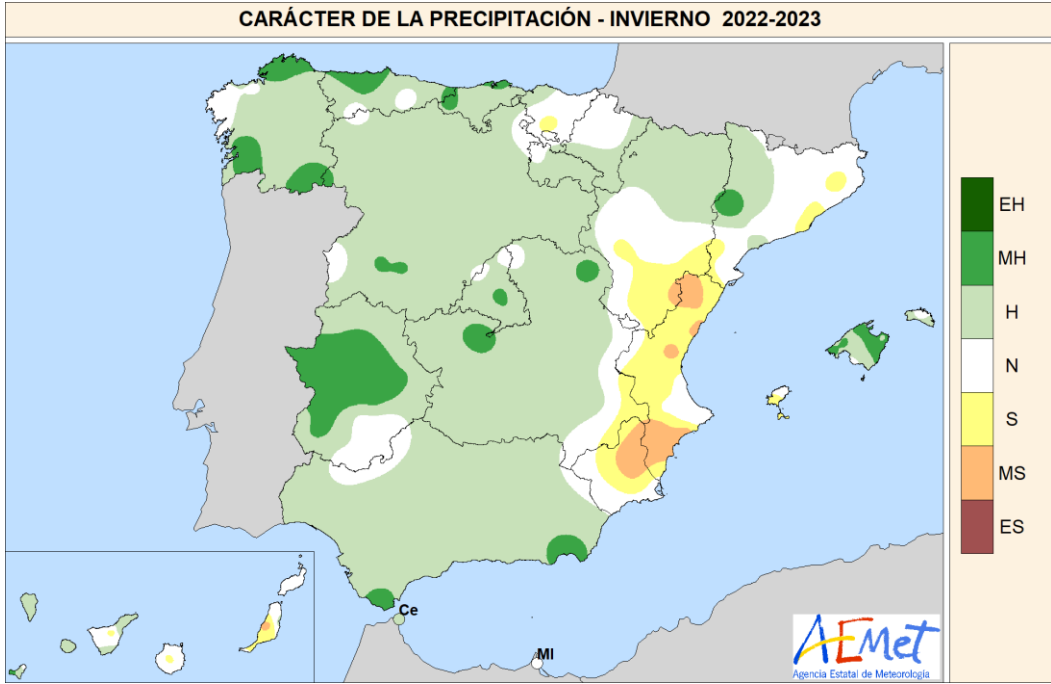 CARÁCTER DE LA PRECIPITACIÓN - INVIERNO 2022-2023
EH
MH
H
N
S
MS
ES
Ce
Ml
AEMet
Agencia Estatal de Meteorología